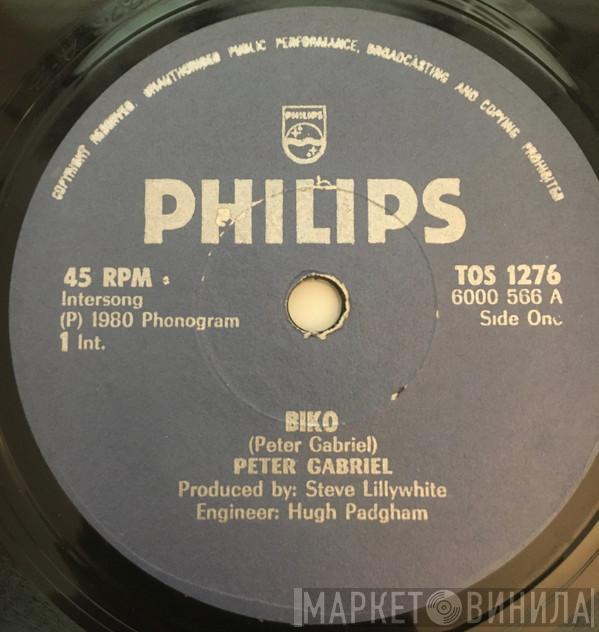 COPYRIGHT RESERVED. UNAUTHORISED PUBLIC PERFORMANCE, BROADCASTING AND COPYING PROHIBITED
PHILIPS
PHILIPS
45 RPM
Intersong
(P) 1980 Phonogram
1 Int.
TOS 1276
6000 566 A
Side One
BIKO
(Peter Gabriel)
PETER GABRIEL
Produced by: Steve Lillywhite
Engineer: Hugh Padgham
МАРКЕТ ВИНИЛА